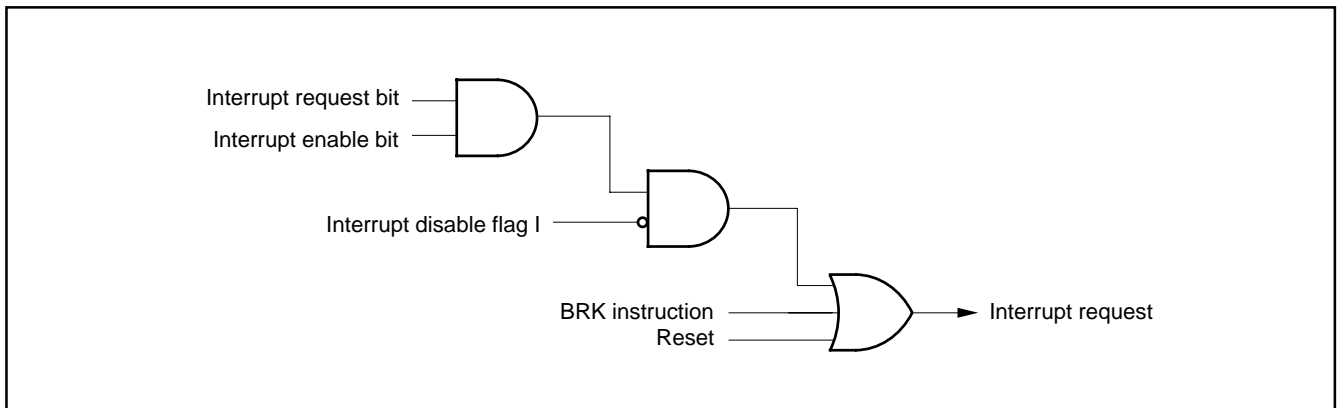 Interrupt request bit
Interrupt enable bit
Interrupt disable flag I
BRK instruction
Reset
Interrupt request